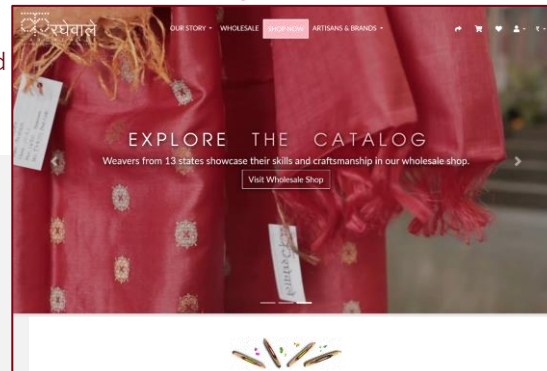 d
करघेवाले
OUR STORY WHOLESALE SHOP NOW ARTISANS & BRANDS ₹
EXPLORE THE CATALOG
Weavers from 13 states showcase their skills and craftsmanship in our wholesale shop.
Visit Wholesale Shop